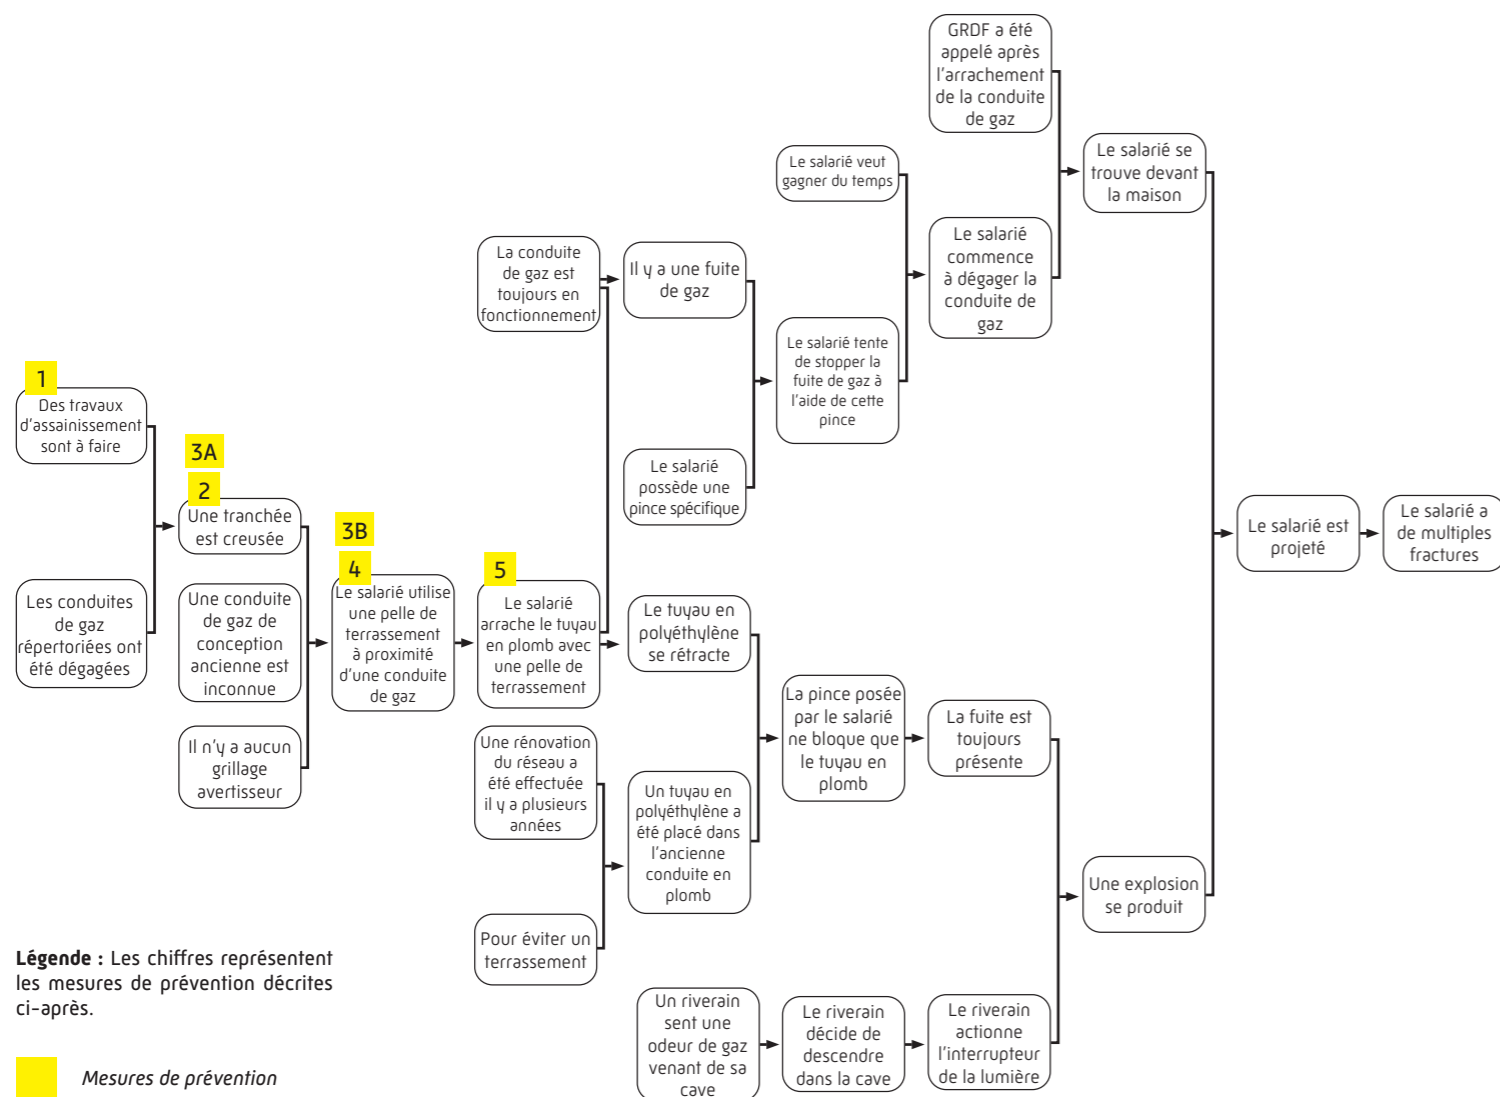 GRDF a été
appelé après
l'arrachement
de la conduite
de gaz
Le salarié veut
gagner du temps
Le salarié se
trouve devant
la maison
La conduite
de gaz est
toujours en
fonctionnement
Il y a une fuite
de gaz
Le salarié
commence
à dégager la
conduite de
gaz
Le salarié tente
de stopper la
fuite de gaz à
l'aide de cette
pince
1
Des travaux
d'assainissement
sont à faire
3A
2
Une tranchée
est creusée
Le salarié
possède une
pince spécifique
Le salarié est
projeté
Le salarié a
de multiples
fractures
3B
4
Le salarié utilise
une pelle de
terrassement
à proximité
d'une conduite
de gaz
5
Le salarié
arrache le tuyau
en plomb avec
une pelle de
terrassement
Les conduites
de gaz
répertoriées ont
été dégagées
Une conduite
de gaz de
conception
ancienne est
inconnue
Le tuyau en
polyéthylène
se rétracte
Il n'y a aucun
grillage
avertisseur
Une rénovation
du réseau a
été effectuée
il y a plusieurs
années
La pince posée
par le salarié
ne bloque que
le tuyau en
plomb
La fuite est
toujours
présente
Un tuyau en
polyéthylène a
été placé dans
l'ancienne
conduite en
plomb
Une explosion
se produit
Pour éviter un
terrassement
Légende : Les chiffres représentent
les mesures de prévention décrites
ci-après.
Un riverain
sent une
odeur de gaz
venant de sa
cave
Le riverain
décide de
descendre
dans la cave
Le riverain
actionne
l'interrupteur
de la lumière
Mesures de prévention